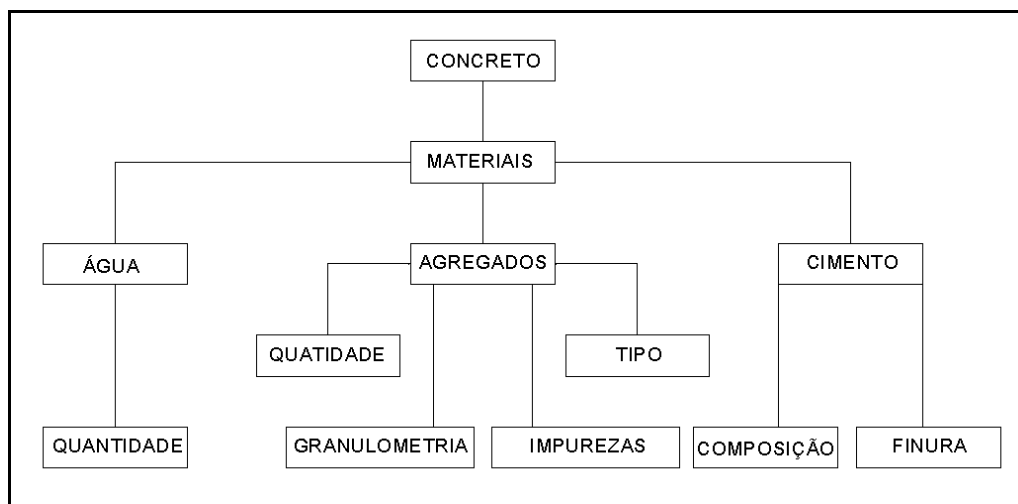 CONCRETO
MATERIAIS
ÁGUA
AGREGADOS
CIMENTO
QUATIDADE
TIPO
QUANTIDADE
GRANULOMETRIA
IMPUREZAS
COMPOSIÇÃO
FINURA